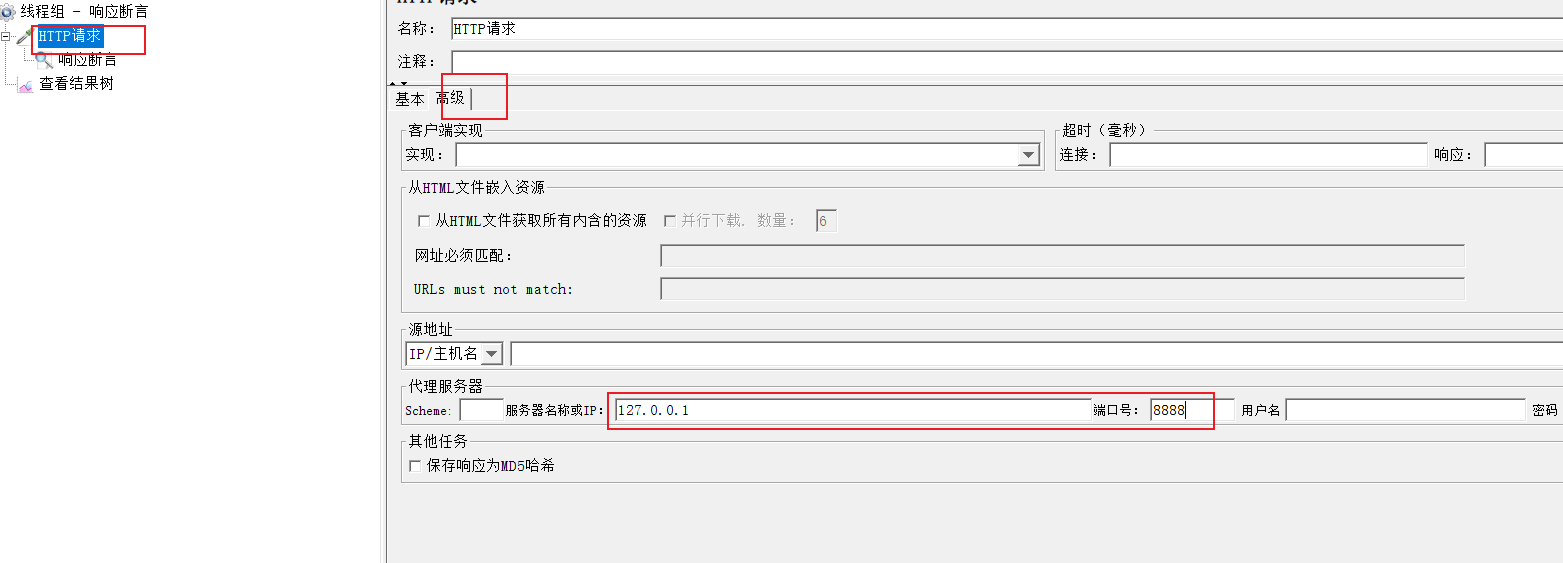 线程组 - 响应断言
HTTP请求
响应断言
查看结果树
HTTP请求
名称： HTTP请求
注释：
基本 高级
客户端实现
实现：
超时（毫秒）
连接： 响应：
从HTML文件嵌入资源
从HTML文件获取所有内含的资源 并行下载. 数量： 6
网址必须匹配：
URLs must not match:
源地址
IP/主机名
代理服务器
Scheme: 服务器名称或IP： 127.0.0.1 端口号： 8888 用户名 密码
其他任务
保存响应为MD5哈希